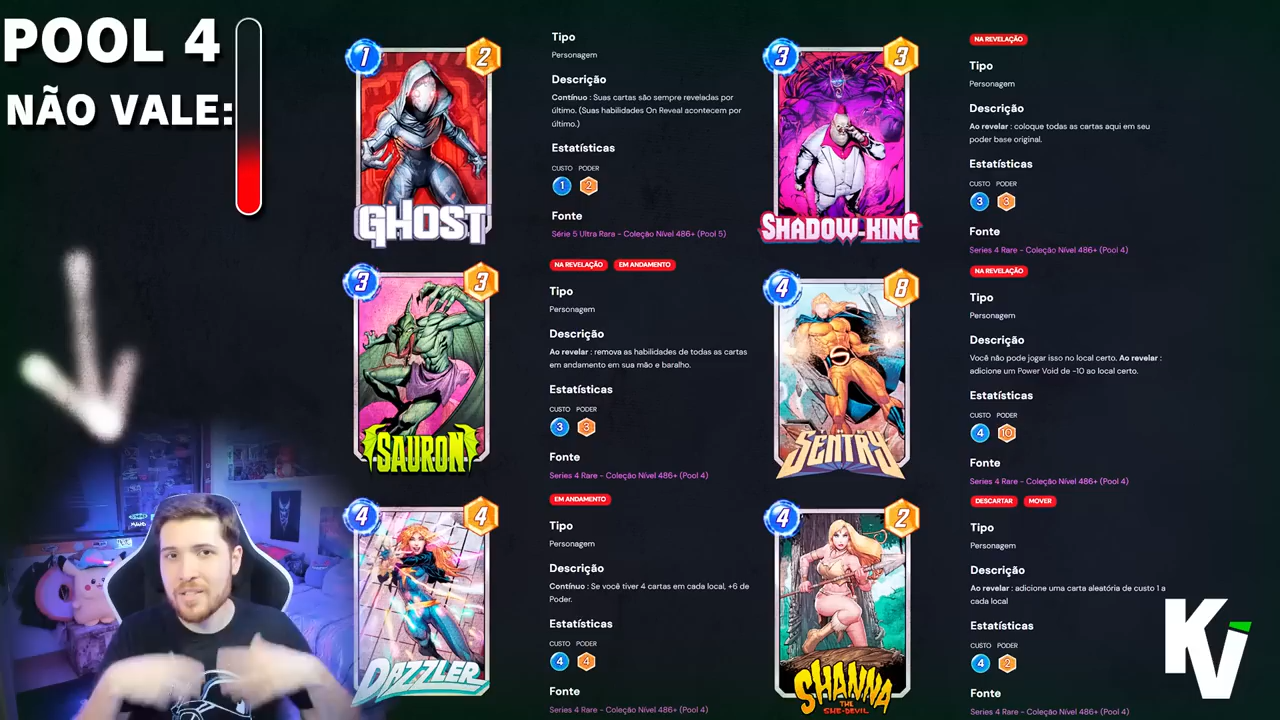 POOL 4
NÃO VALE:
1
2
GHOST
Tipo
Personagem
Descrição
Contínuo : Suas cartas são sempre reveladas por
último. (Suas habilidades On Reveal acontecem por
último.)
Estatísticas
CUSTO PODER
1 2
Fonte
Série 5 Ultra Rara - Coleção Nível 486+ (Pool 5)
3
3
SHADOW-KING
NA REVELAÇÃO
Tipo
Personagem
Descrição
Ao revelar : coloque todas as cartas aqui em seu
poder base original.
Estatísticas
CUSTO PODER
3 3
Fonte
Series 4 Rare - Coleção Nível 486+ (Pool 4)
3
3
SAURON
NA REVELAÇÃO EM ANDAMENTO
Tipo
Personagem
Descrição
Ao revelar : remova as habilidades de todas as cartas
em andamento em sua mão e baralho.
Estatísticas
CUSTO PODER
3 3
Fonte
Series 4 Rare - Coleção Nível 486+ (Pool 4)
4
8
SENTRY
NA REVELAÇÃO
Tipo
Personagem
Descrição
Você não pode jogar isso no local certo. Ao revelar :
adicione um Power Void de -10 ao local certo.
Estatísticas
CUSTO PODER
4 10
Fonte
Series 4 Rare - Coleção Nível 486+ (Pool 4)
4
4
DAZZLER
EM ANDAMENTO
Tipo
Personagem
Descrição
Contínuo : Se você tiver 4 cartas em cada local, +6 de
Poder.
Estatísticas
CUSTO PODER
4 4
Fonte
Series 4 Rare - Coleção Nível 486+ (Pool 4)
4
2
SHANNA
THE
SHE-DEVIL
DESCARTAR MOVER
Tipo
Personagem
Descrição
Ao revelar : adicione uma carta aleatória de custo 1 a
cada local
Estatísticas
CUSTO PODER
4 2
Fonte
Series 4 Rare - Coleção Nível 486+ (Pool 4)
KV